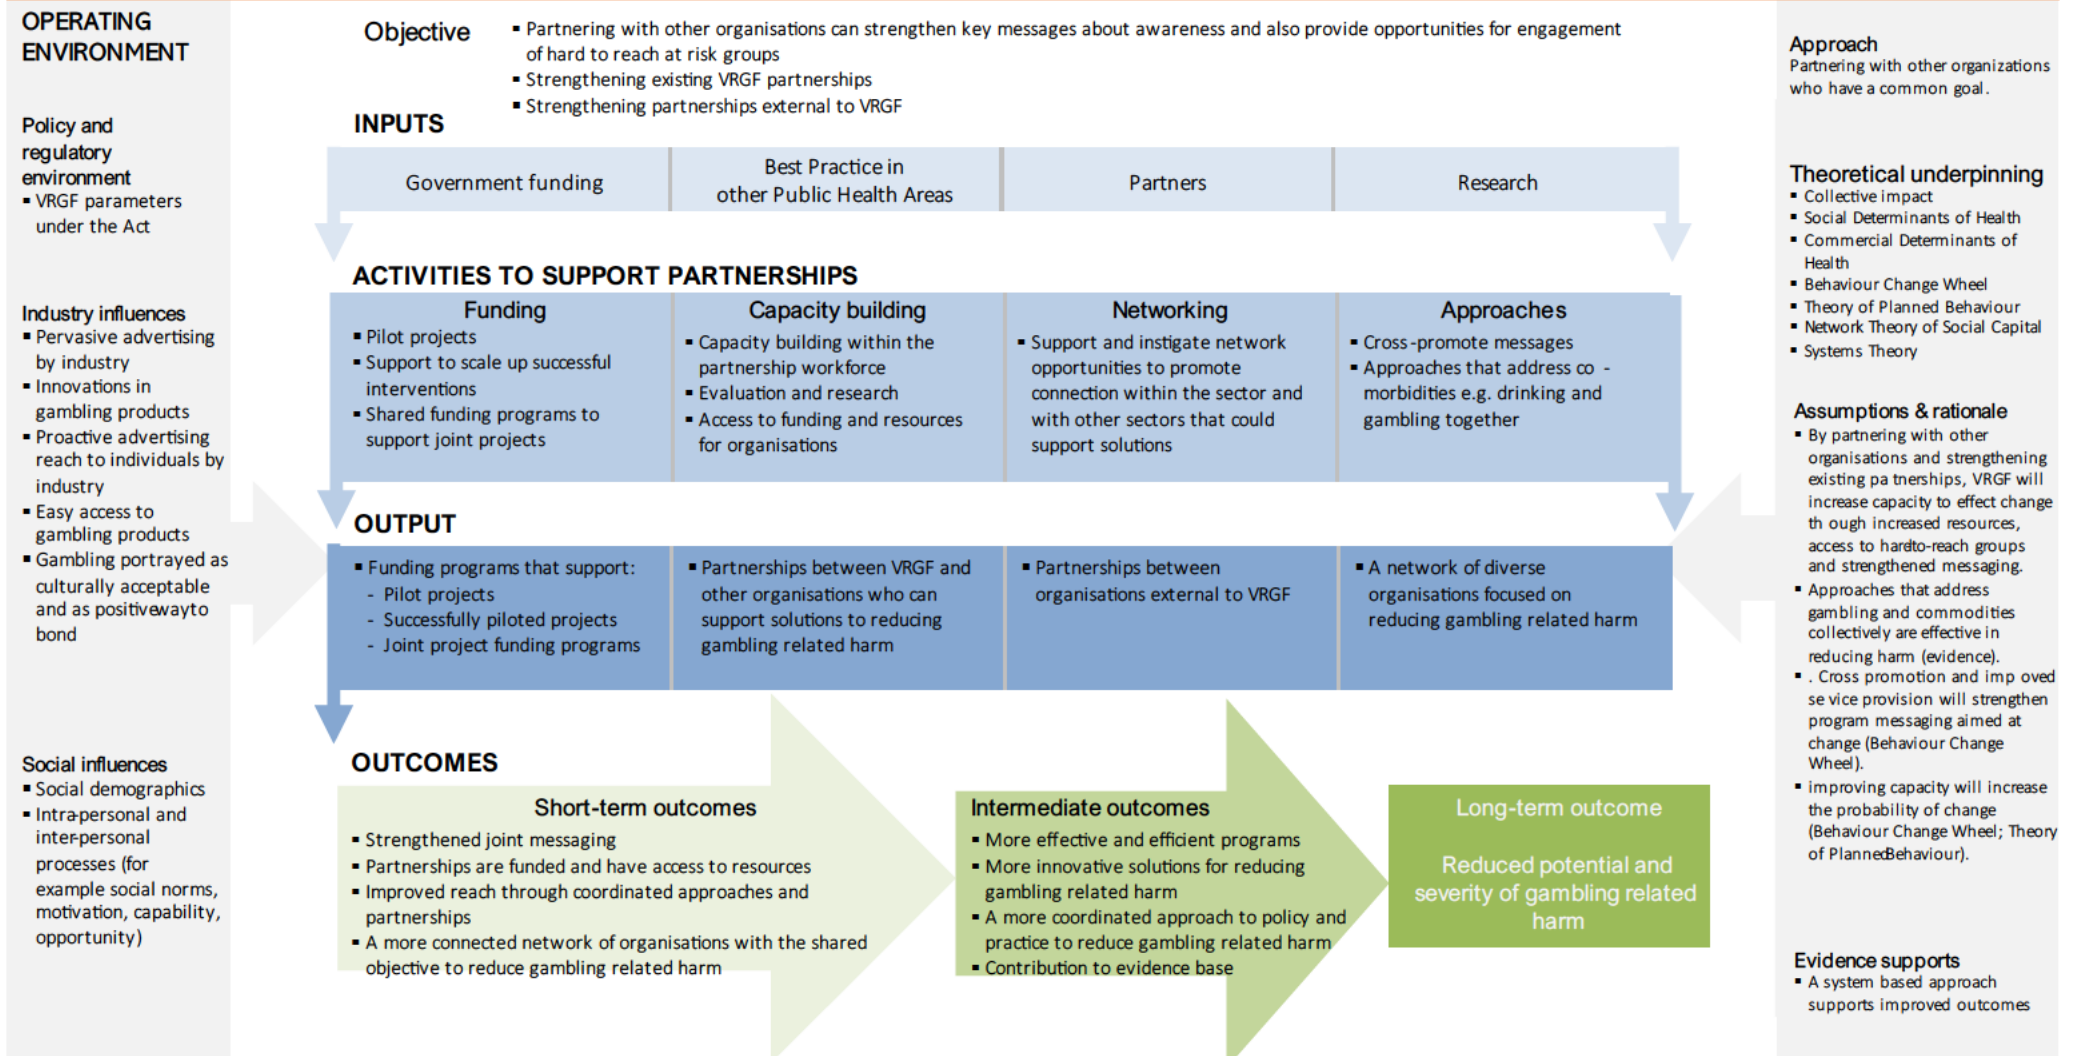 OPERATING
ENVIRONMENT
Policy and
regulatory
environment
▪ VRGF parameters
under the Act
Industry influences
▪ Pervasive advertising
by industry
▪ Innovations in
gambling products
▪ Proactive advertising
reach to individuals by
industry
▪ Easy access to
gambling products
▪ Gambling portrayed as
culturally acceptable
and as positivewayto
bond
Social influences
▪ Social demographics
▪ Intra-personal and
inter-personal
processes (for
example social norms,
motivation, capability,
opportunity)
Objective
▪ Partnering with other organisations can strengthen key messages about awareness and also provide opportunities for engagement
of hard to reach at risk groups
▪ Strengthening existing VRGF partnerships
▪ Strengthening partnerships external to VRGF
INPUTS
Government funding
Best Practice in
other Public Health Areas
Partners
Research
ACTIVITIES TO SUPPORT PARTNERSHIPS
Funding
▪ Pilot projects
▪ Support to scale up successful
interventions
▪ Shared funding programs to
support joint projects
Capacity building
▪ Capacity building within the
partnership workforce
▪ Evaluation and research
▪ Access to funding and resources
for organisations
Networking
▪ Support and instigate network
opportunities to promote
connection within the sector and
with other sectors that could
support solutions
Approaches
▪ Cross-promote messages
▪ Approaches that address co -
morbidities e.g. drinking and
gambling together
OUTPUT
▪ Funding programs that support:
- Pilot projects
- Successfully piloted projects
- Joint project funding programs
▪ Partnerships between VRGF and
other organisations who can
support solutions to reducing
gambling related harm
▪ Partnerships between
organisations external to VRGF
▪ A network of diverse
organisations focused on
reducing gambling related harm
OUTCOMES
Short-term outcomes
▪ Strengthened joint messaging
▪ Partnerships are funded and have access to resources
▪ Improved reach through coordinated approaches and
partnerships
▪ A more connected network of organisations with the shared
objective to reduce gambling related harm
Intermediate outcomes
▪ More effective and efficient programs
▪ More innovative solutions for reducing
gambling related harm
▪ A more coordinated approach to policy and
practice to reduce gambling related harm
▪ Contribution to evidence base
Long-term outcome
Reduced potential and
severity of gambling related
harm
Approach
Partnering with other organizations
who have a common goal.
Theoretical underpinning
▪ Collective impact
▪ Social Determinants of Health
▪ Commercial Determinants of
Health
▪ Behaviour Change Wheel
▪ Theory of Planned Behaviour
▪ Network Theory of Social Capital
▪ Systems Theory
Assumptions & rationale
▪ By partnering with other
organisations and strengthening
existing pa tnerships, VRGF will
increase capacity to effect change
th ough increased resources,
access to hardto-reach groups
and strengthened messaging.
▪ Approaches that address
gambling and commodities
collectively are effective in
reducing harm (evidence).
▪ . Cross promotion and imp oved
se vice provision will strengthen
program messaging aimed at
change (Behaviour Change
Wheel).
▪ improving capacity will increase
the probability of change
(Behaviour Change Wheel; Theory
of PlannedBehaviour).
Evidence supports
▪ A system based approach
supports improved outcomes